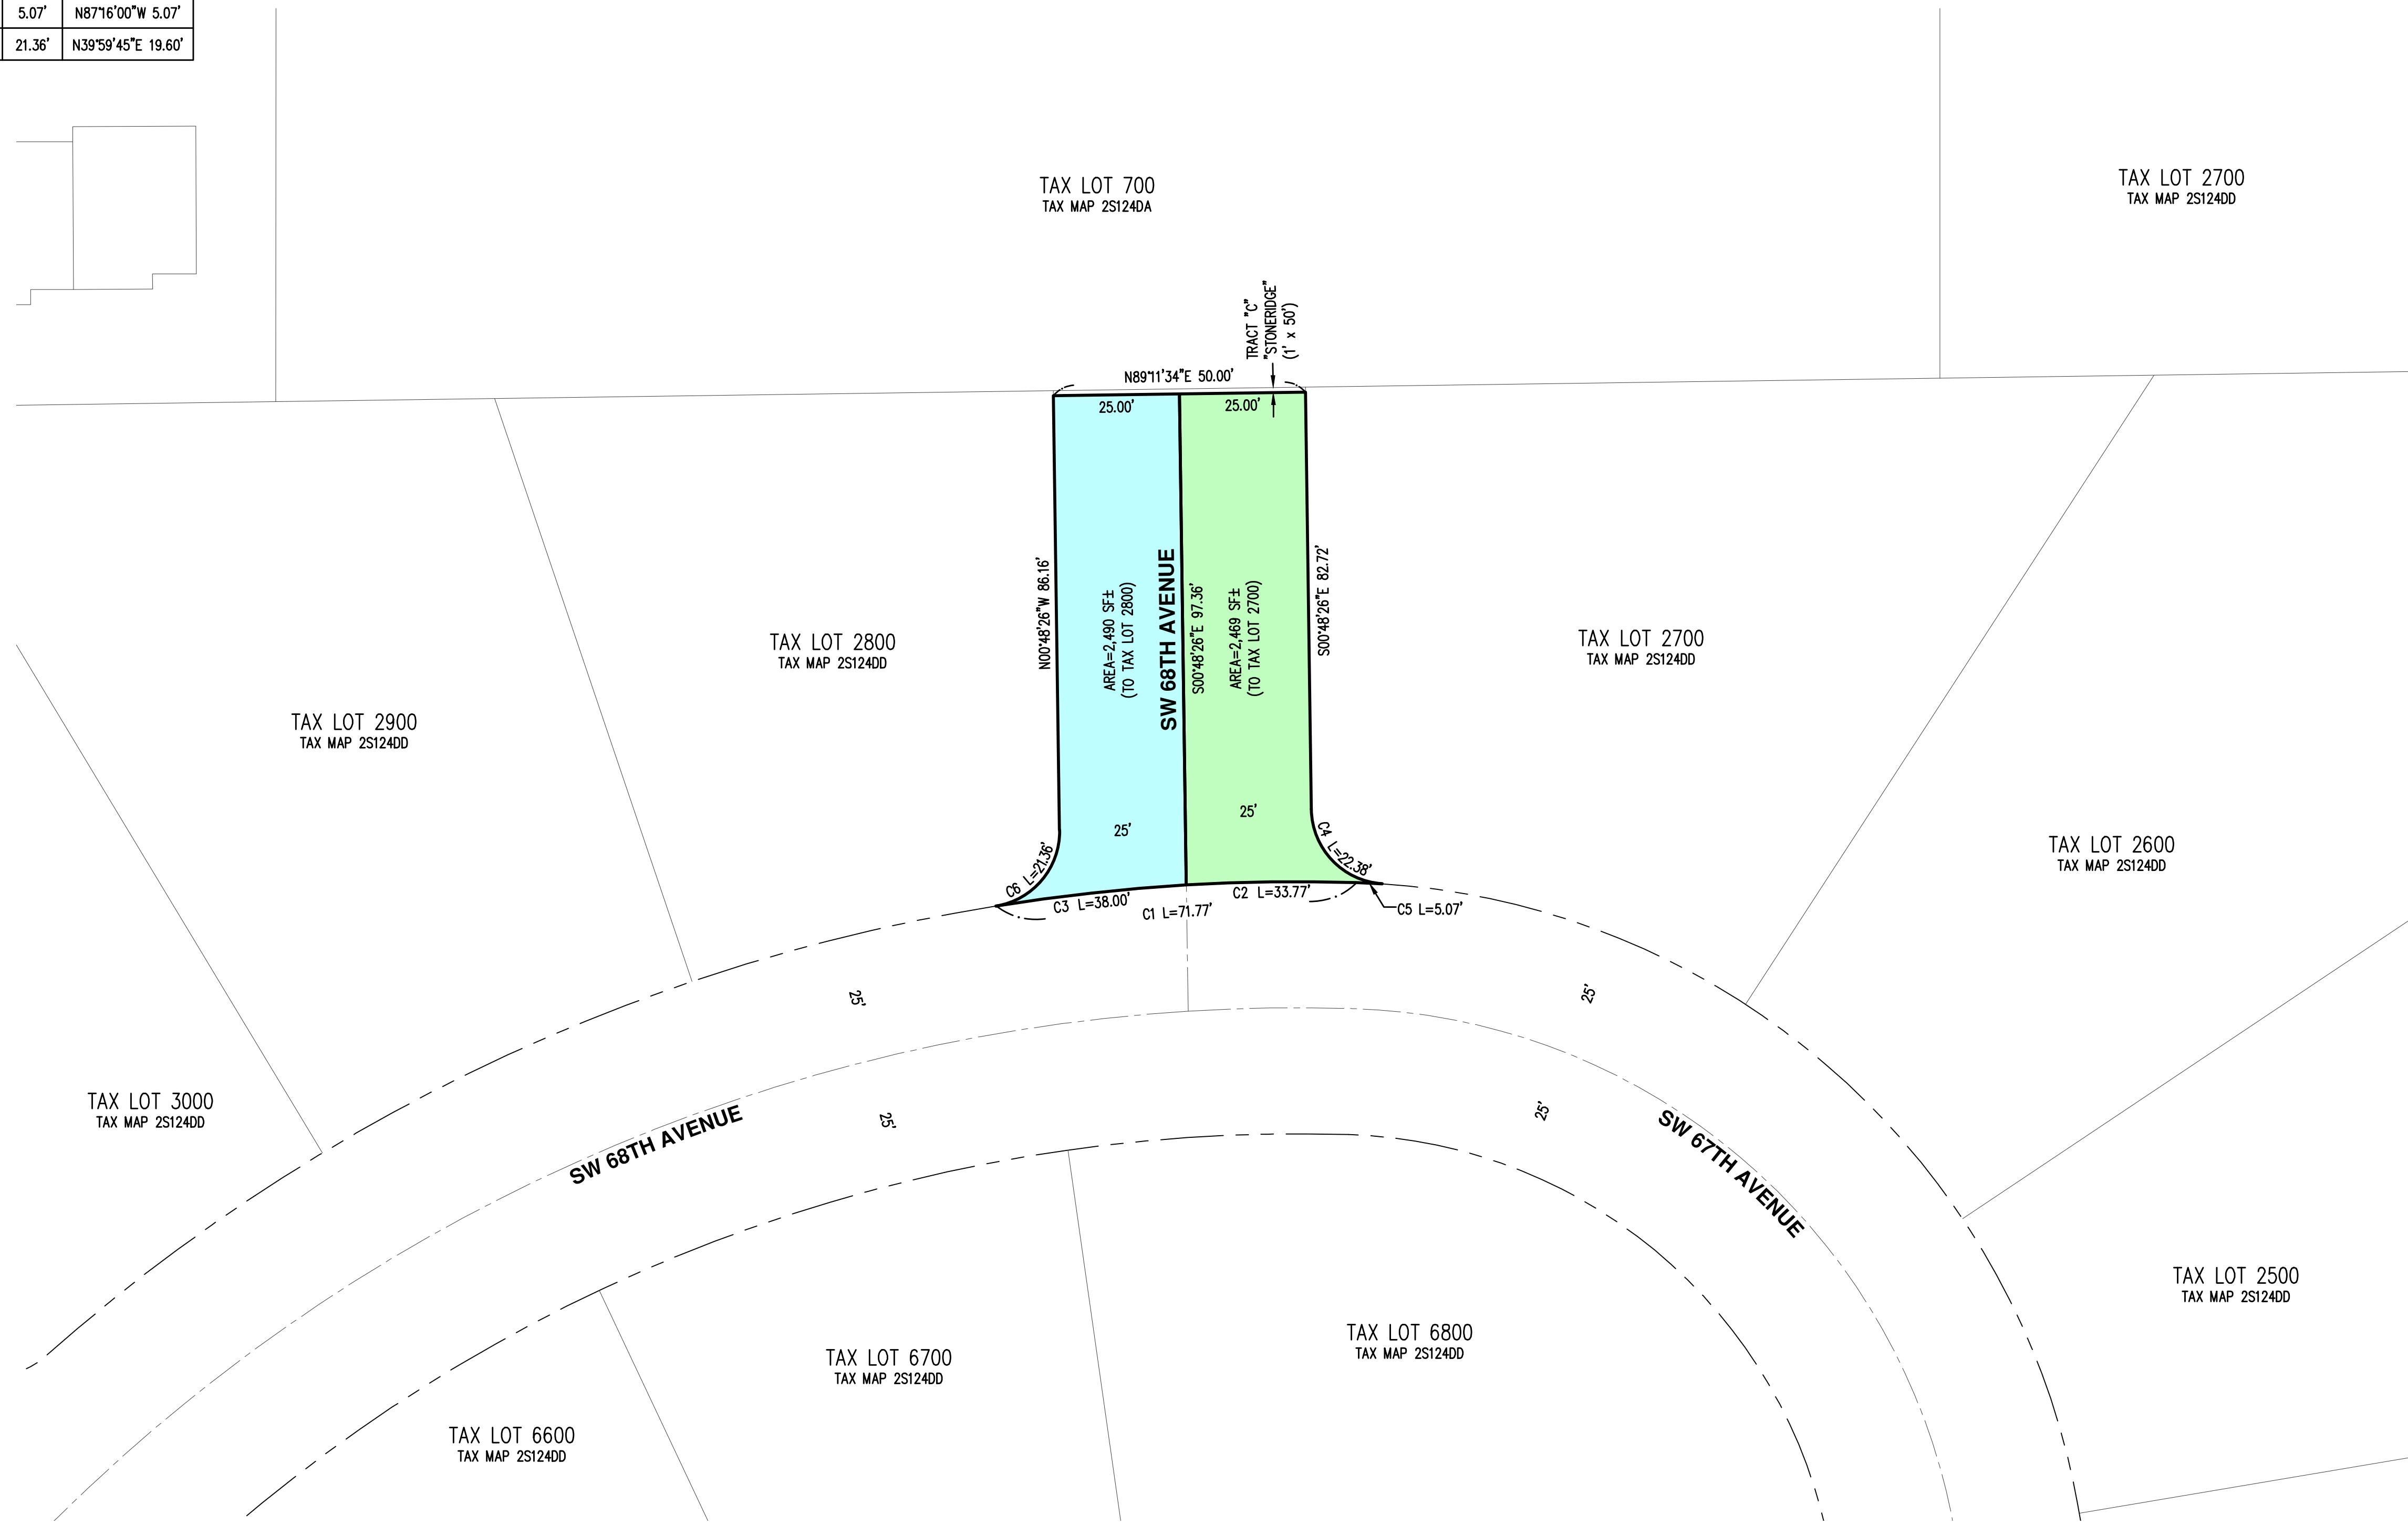 5.07' N87°16'00"W 5.07'
21.36' N39°59'45"E 19.60'
TAX LOT 700
TAX MAP 2S124DA
TAX LOT 2700
TAX MAP 2S124DD
TRACT "C"
"STONERIDGE"
(1' x 50')
N89°11'34"E 50.00'
25.00'
25.00'
N00°48'26"W 86.16'
AREA=2,490 SF±
(TO TAX LOT 2800)
SW 68TH AVENUE
S00°48'26"E 97.36'
AREA=2,469 SF±
(TO TAX LOT 2700)
S00°48'26"E 82.72'
TAX LOT 2800
TAX MAP 2S124DD
TAX LOT 2700
TAX MAP 2S124DD
TAX LOT 2900
TAX MAP 2S124DD
25'
25'
C6 L=21.36'
C4 L=22.38'
C3 L=38.00'
C2 L=33.77'
C1 L=71.77'
C5 L=5.07'
TAX LOT 2600
TAX MAP 2S124DD
25'
25'
TAX LOT 3000
TAX MAP 2S124DD
SW 68TH AVENUE
25'
25'
SW 67TH AVENUE
TAX LOT 2500
TAX MAP 2S124DD
TAX LOT 6800
TAX MAP 2S124DD
TAX LOT 6700
TAX MAP 2S124DD
TAX LOT 6600
TAX MAP 2S124DD